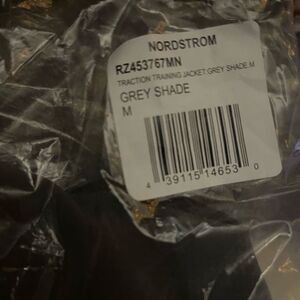 NORDSTROM
RZ453767MN
TRACTION TRAINING JACKET:GREY SHADE,M
GREY SHADE
M
4 39115 14653 0